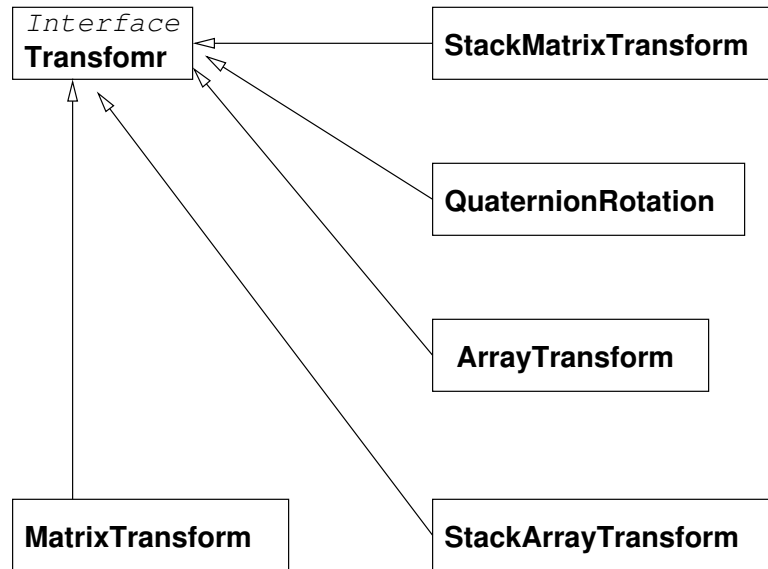 Interface
Transfomr
StackMatrixTransform
QuaternionRotation
ArrayTransform
MatrixTransform
StackArrayTransform